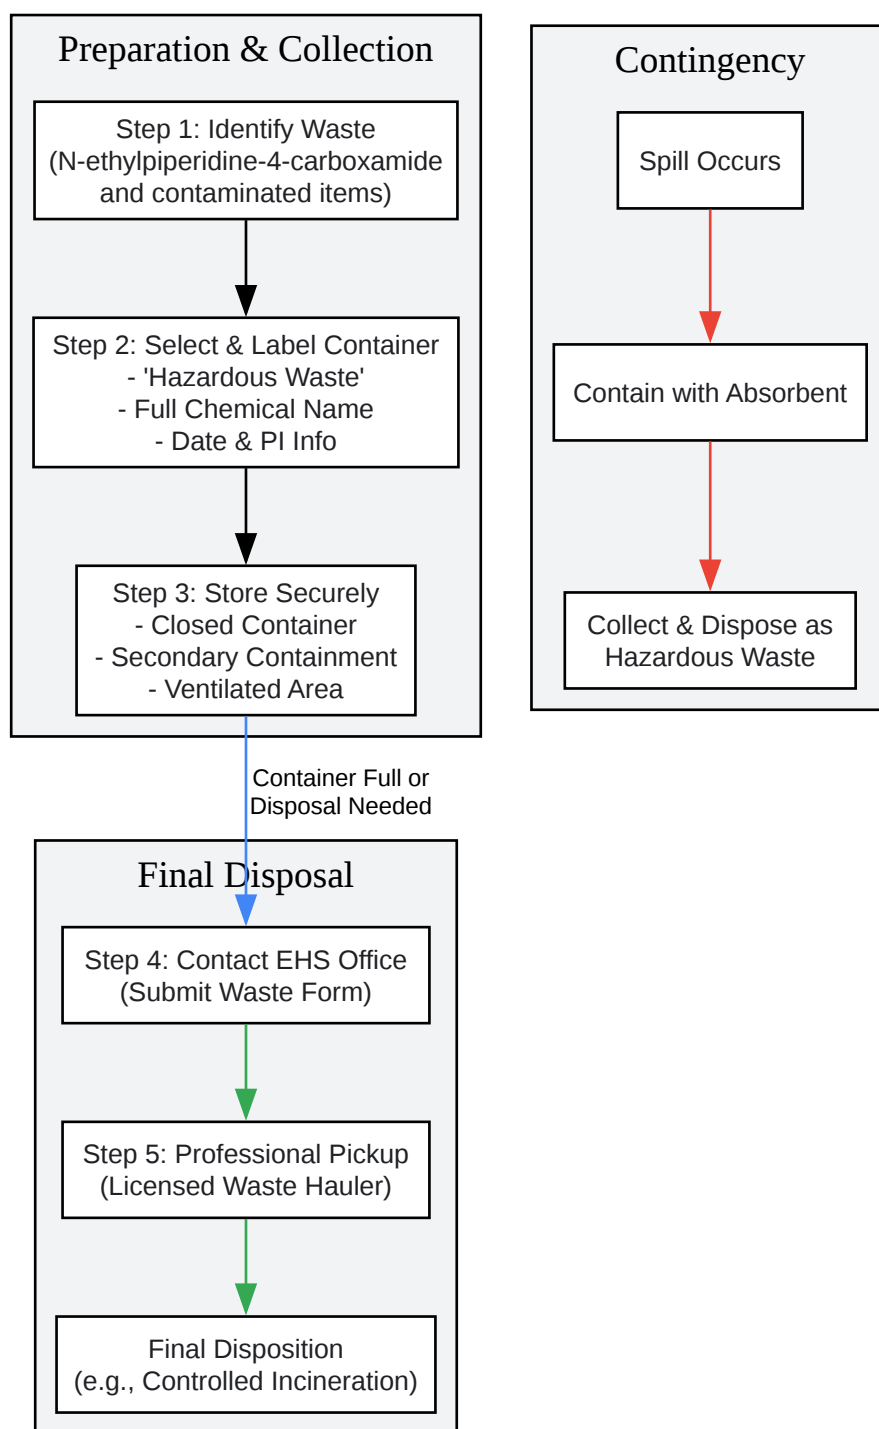 Preparation & Collection
Step 1: Identify Waste
(N-ethylpiperidine-4-carboxamide
and contaminated items)
Step 2: Select & Label Container
- 'Hazardous Waste'
- Full Chemical Name
- Date & PI Info
Step 3: Store Securely
- Closed Container
- Secondary Containment
- Ventilated Area
Container Full or
Disposal Needed
Final Disposal
Step 4: Contact EHS Office
(Submit Waste Form)
Step 5: Professional Pickup
(Licensed Waste Hauler)
Final Disposition
(e.g., Controlled Incineration)
Contingency
Spill Occurs
Contain with Absorbent
Collect & Dispose as
Hazardous Waste